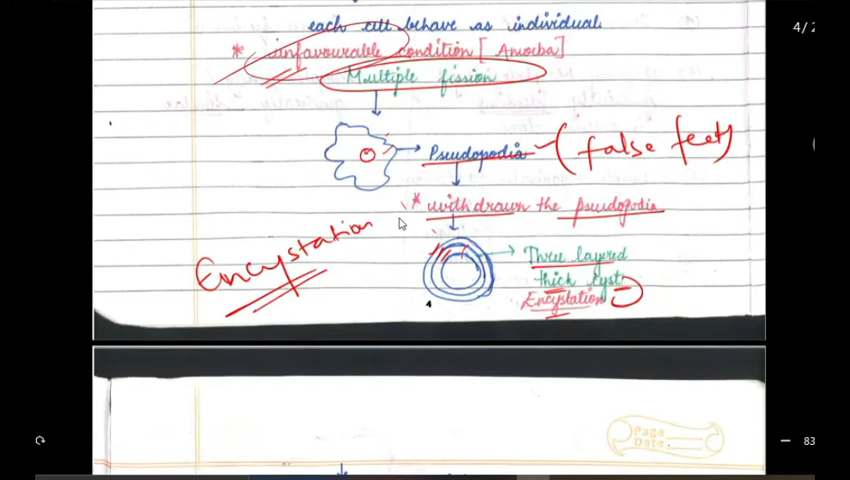 each cell behave as individual.
* unfavourable condition [Amoeba]
Multiple fission
Pseudopodia (false feet)
* withdrawn the pseudopodia
Encystation
Three layered
thick cyst
Encystation
Page
Date
4/2
83